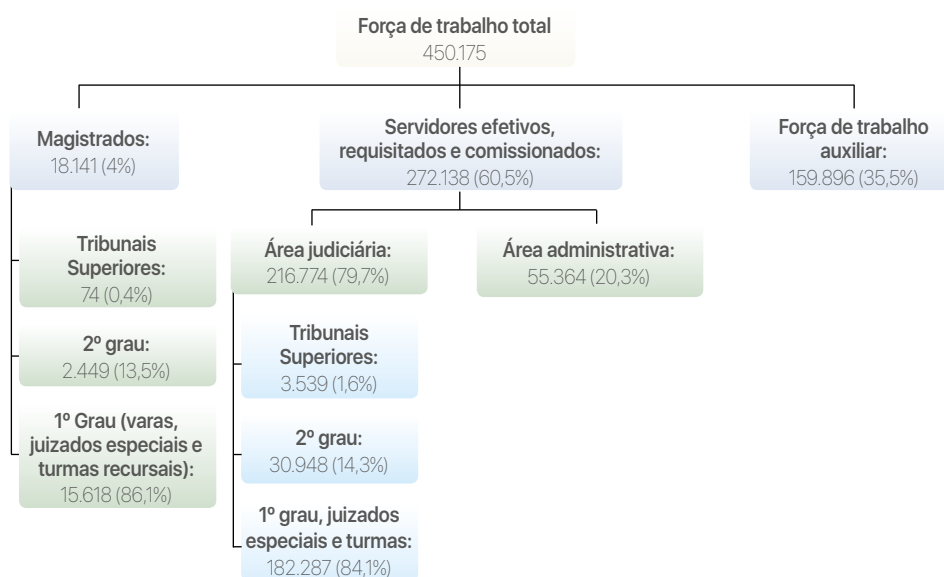 Força de trabalho total
450.175
Magistrados:
18.141 (4%)
Servidores efetivos,
requisitados e comissionados:
272.138 (60,5%)
Força de trabalho
auxiliar:
159.896 (35,5%)
Tribunais
Superiores:
74 (0,4%)
2º grau:
2.449 (13,5%)
1º Grau (varas,
juizados especiais e
turmas recursais):
15.618 (86,1%)
Área judiciária:
216.774 (79,7%)
Área administrativa:
55.364 (20,3%)
Tribunais
Superiores:
3.539 (1,6%)
2º grau:
30.948 (14,3%)
1º grau, juizados
especiais e turmas:
182.287 (84,1%)